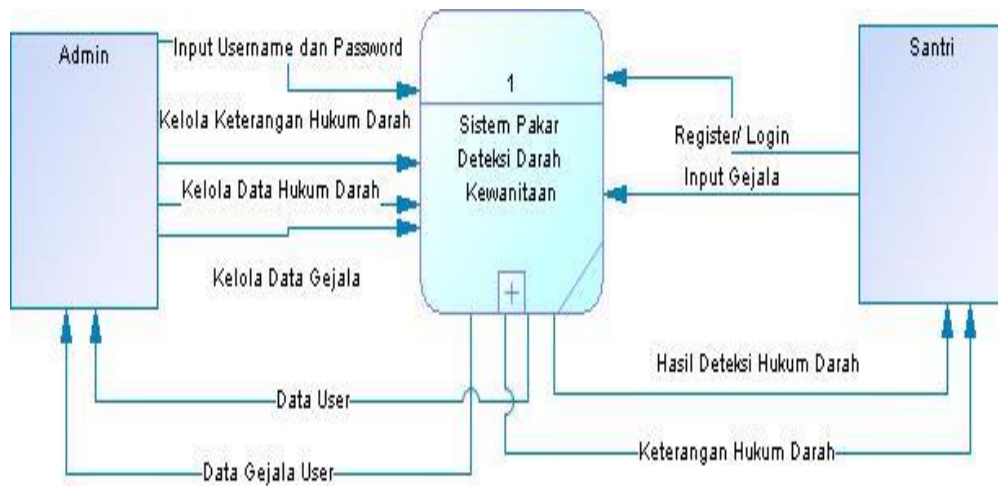 Admin
Input Username dan Password
Kelola Keterangan Hukum Darah
Kelola Data Hukum Darah
Kelola Data Gejala
1
Sistem Pakar
Deteksi Darah
Kewanitaan
+
Santri
Register/ Login
Input Gejala
Hasil Deteksi Hukum Darah
Data User
Keterangan Hukum Darah
Data Gejala User